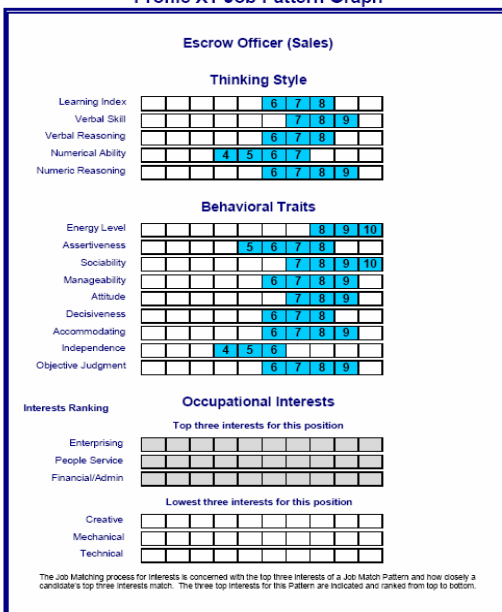 Profile XT Job Pattern Graph
Escrow Officer (Sales)
Thinking Style
Learning Index 6 7 8
Verbal Skill 7 8 9
Verbal Reasoning 6 7 8
Numerical Ability 4 5 6 7
Numeric Reasoning 6 7 8 9
Behavioral Traits
Energy Level 8 9 10
Assertiveness 5 6 7 8
Sociability 7 8 9 10
Manageability 6 7 8 9
Attitude 7 8 9
Decisiveness 6 7 8
Accommodating 6 7 8 9
Independence 4 5 6
Objective Judgment 6 7 8 9
Interests Ranking Occupational Interests
Top three interests for this position
Enterprising
People Service
Financial/Admin
Lowest three interests for this position
Creative
Mechanical
Technical
The Job Matching process for Interests is concerned with the top three interests of a Job Match Pattern and how closely a
candidate's top three interests match. The three top interests for this Pattern are indicated and ranked from top to bottom.